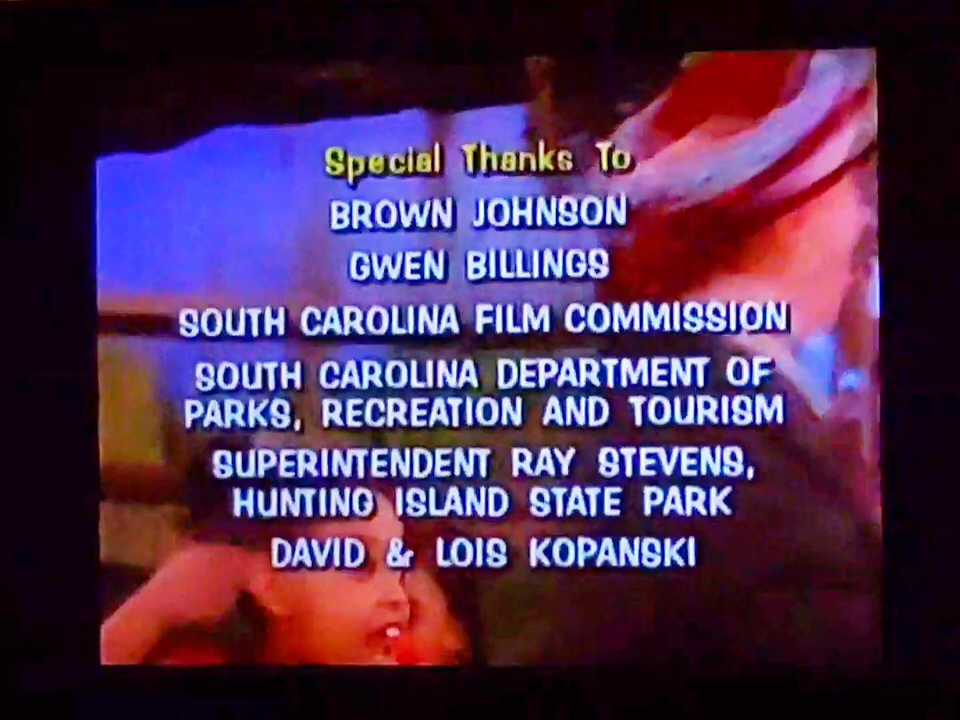 Special Thanks To
BROWN JOHNSON
GWEN BILLINGS
SOUTH CAROLINA FILM COMMISSION
SOUTH CAROLINA DEPARTMENT OF
PARKS, RECREATION AND TOURISM
SUPERINTENDENT RAY STEVENS,
HUNTING ISLAND STATE PARK
DAVID & LOIS KOPANSKI